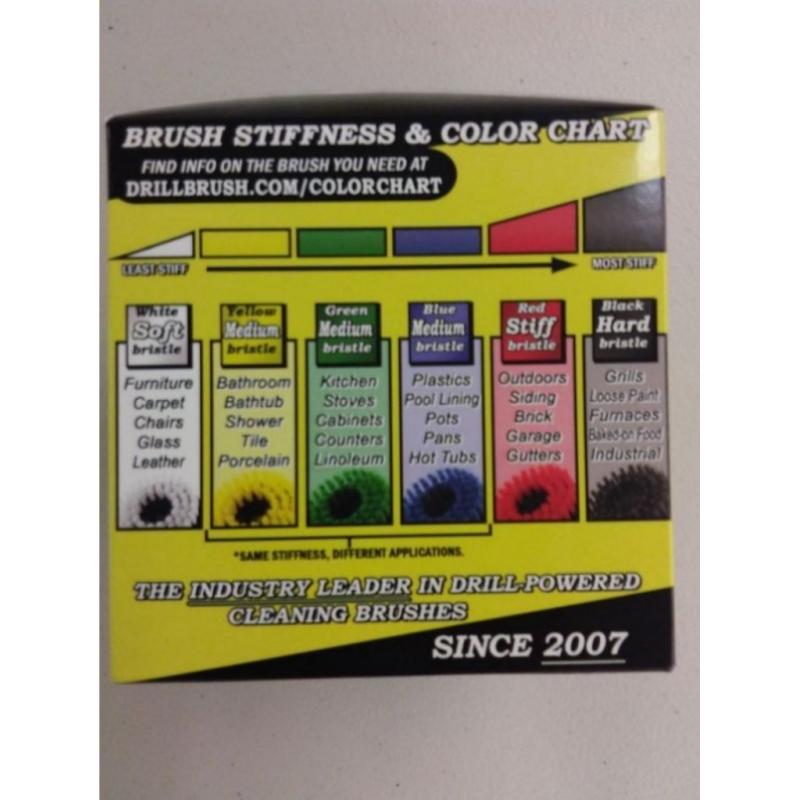 BRUSH STIFFNESS & COLOR CHART
FIND INFO ON THE BRUSH YOU NEED AT
DRILLBRUSH.COM/COLORCHART
LEAST STIFF
MOST STIFF
White
Soft
bristle
Furniture
Carpet
Chairs
Glass
Leather
Yellow
Medium
bristle
Bathroom
Bathtub
Shower
Tile
Porcelain
Green
Medium
bristle
Kitchen
Stoves
Cabinets
Counters
Linoleum
Blue
Medium
bristle
Plastics
Pool Lining
Pots
Pans
Hot Tubs
Red
Stiff
bristle
Outdoors
Siding
Brick
Garage
Gutters
Black
Hard
bristle
Grills
Loose Paint
Furnaces
Baked-on Food
Industrial
*SAME STIFFNESS, DIFFERENT APPLICATIONS.
THE INDUSTRY LEADER IN DRILL-POWERED
CLEANING BRUSHES
SINCE 2007